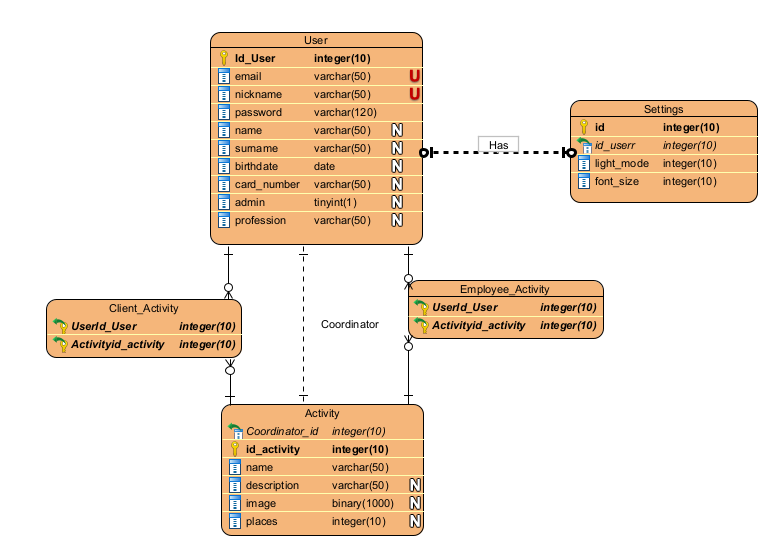 User
Id_User integer(10)
email varchar(50) U
nickname varchar(50) U
password varchar(120)
name varchar(50) N
surname varchar(50) N
birthdate date N
card_number varchar(50) N
admin tinyint(1) N
profession varchar(50) N
Has
Settings
id integer(10)
id_userr integer(10)
light_mode integer(10)
font_size integer(10)
Client_Activity
UserId_User integer(10)
Activityid_activity integer(10)
Coordinator
Employee_Activity
UserId_User integer(10)
Activityid_activity integer(10)
Activity
Coordinator_id integer(10)
id_activity integer(10)
name varchar(50)
description varchar(50) N
image binary(1000) N
places integer(10) N